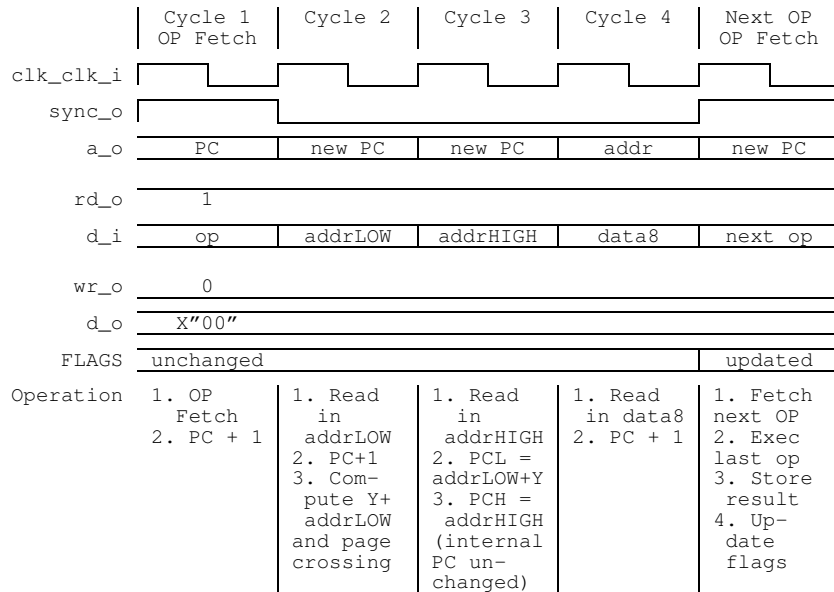 Cycle 1 Cycle 2 Cycle 3 Cycle 4 Next OP
OP Fetch OP Fetch
clk_clk_i
sync_o
a_o PC new PC new PC addr new PC
rd_o 1
d_i op addrLOW addrHIGH data8 next op
wr_o 0
d_o X"00"
FLAGS unchanged updated
Operation 1. OP 1. Read 1. Read 1. Read 1. Fetch
Fetch in in in data8 next OP
2. PC + 1 addrLOW addrHIGH 2. PC + 1 2. Exec
2. PC+1 2. PCL = last op
3. Com- addrLOW+Y 3. Store
pute Y+ 3. PCH = result
addrLOW addrHIGH 4. Up-
and page (internal date
crossing PC un- flags
changed)